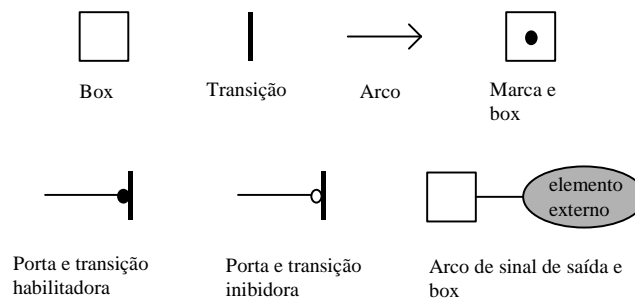 Box
Transição
Arco
Marca e
box
elemento
externo
Porta e transição
habilitadora
Porta e transição
inibidora
Arco de sinal de saída e
box